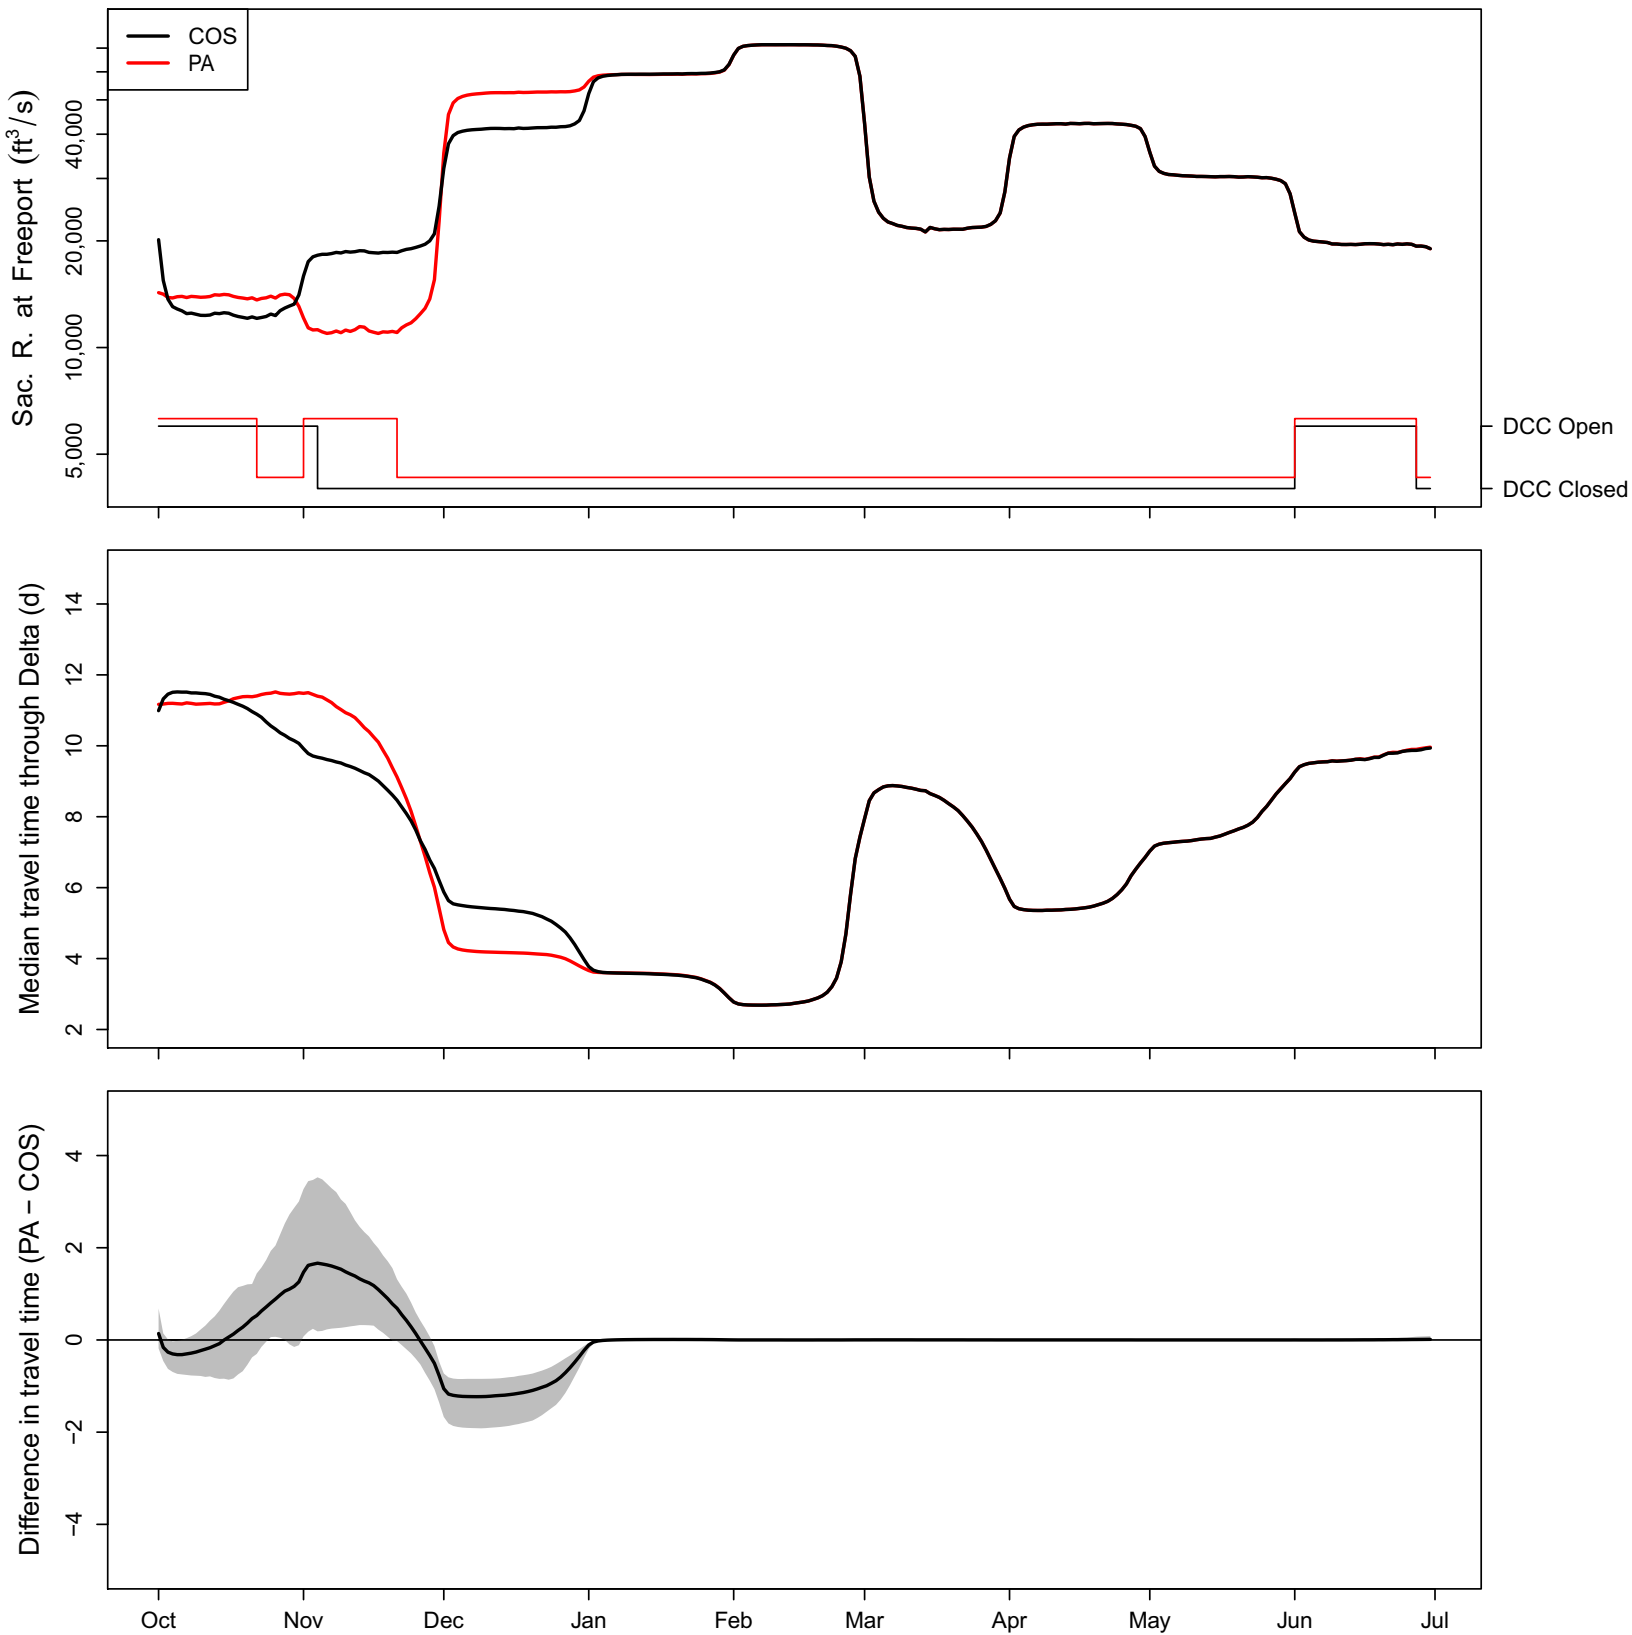 COS
PA
Sac. R. at Freeport (ft³/s)
40,000
20,000
10,000
5,000
DCC Open
DCC Closed
Median travel time through Delta (d)
14
12
10
8
6
4
2
Difference in travel time (PA − COS)
4
2
0
−2
−4
Oct Nov Dec Jan Feb Mar Apr May Jun Jul